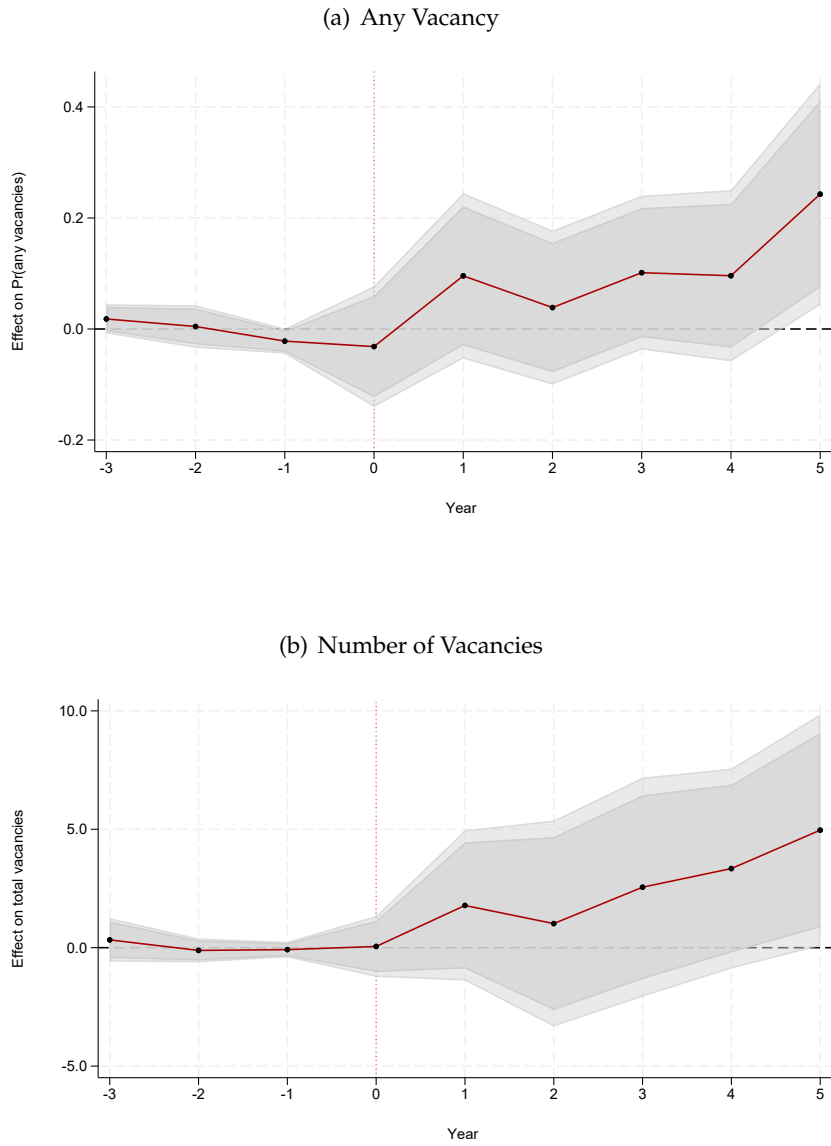 (a) Any Vacancy
Effect on Pr(any vacancies)
0.4
0.2
0.0
-0.2
-3 -2 -1 0 1 2 3 4 5
Year
(b) Number of Vacancies
Effect on total vacancies
10.0
5.0
0.0
-5.0
-3 -2 -1 0 1 2 3 4 5
Year